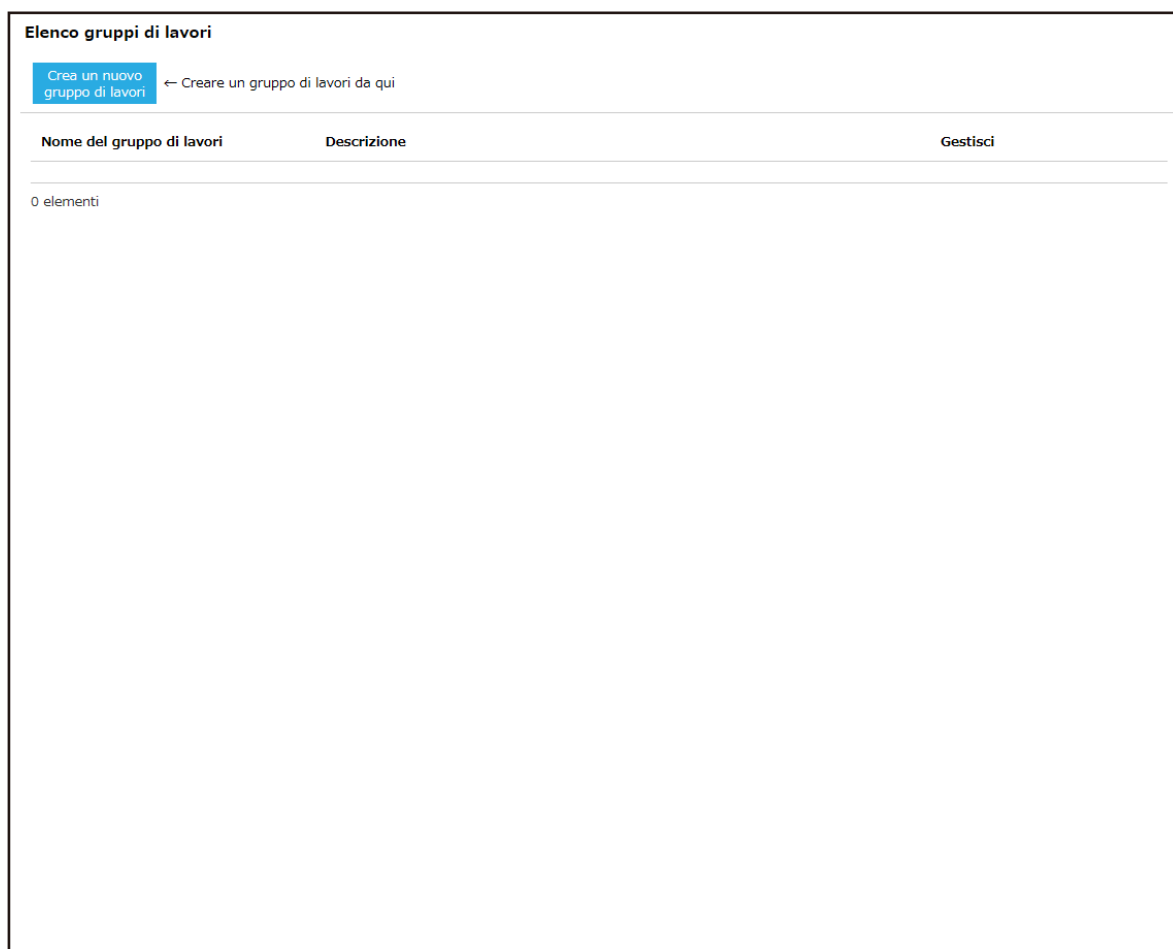 Elenco gruppi di lavori
Crea un nuovo
gruppo di lavori
← Creare un gruppo di lavori da qui
Nome del gruppo di lavori Descrizione Gestisci
0 elementi